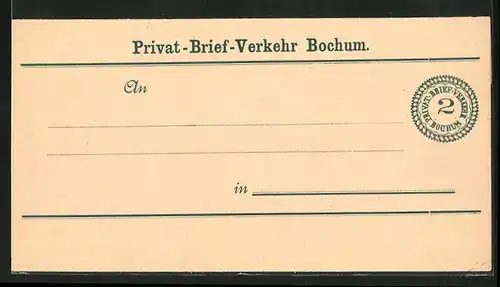 Privat-Brief-Verkehr Bochum.
An
PRIVAT-BRIEF-VERKEHR
2
BOCHUM
in